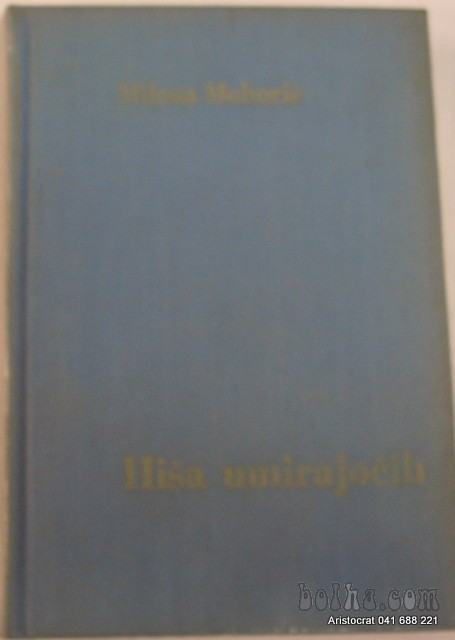 Milena Mohorič
Hiša umirajočih
bolha.com
Aristocrat 041 688 221